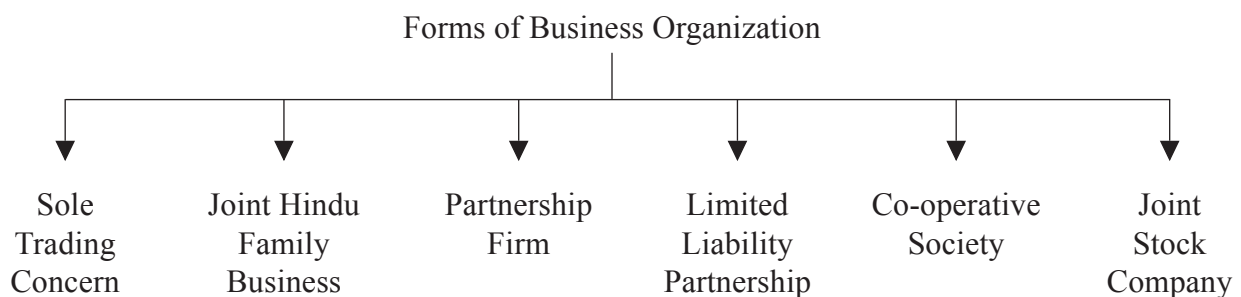 Forms of Business Organization
Sole
Trading
Concern
Joint Hindu
Family
Business
Partnership
Firm
Limited
Liability
Partnership
Co-operative
Society
Joint
Stock
Company